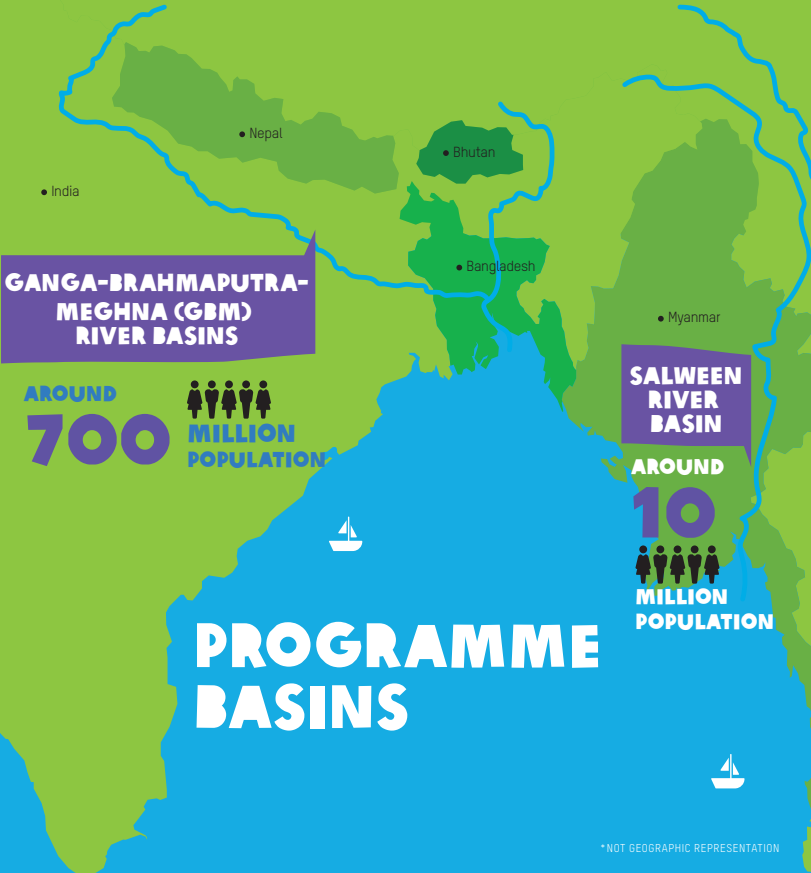 Nepal
Bhutan
India
Bangladesh
GANGA-BRAHMAPUTRA-
MEGHNA (GBM)
RIVER BASINS
Myanmar
AROUND
700
MILLION
POPULATION
SALWEEN
RIVER
BASIN
AROUND
10
MILLION
POPULATION
PROGRAMME
BASINS
*NOT GEOGRAPHIC REPRESENTATION